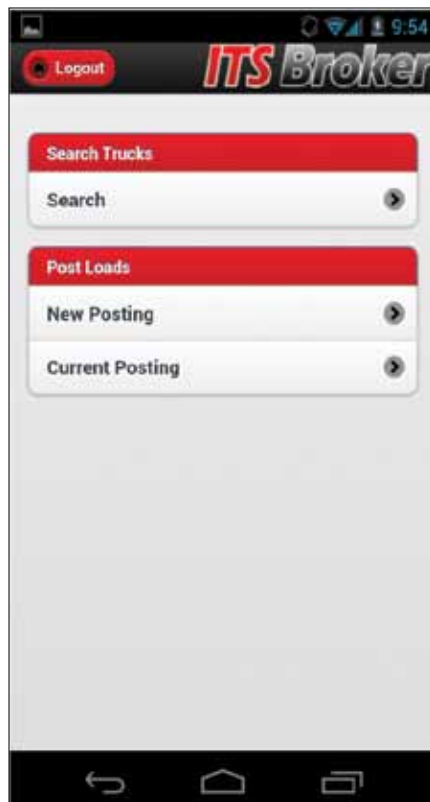 9:54
Logout
ITS Broker
Search Trucks
Search
Post Loads
New Posting
Current Posting